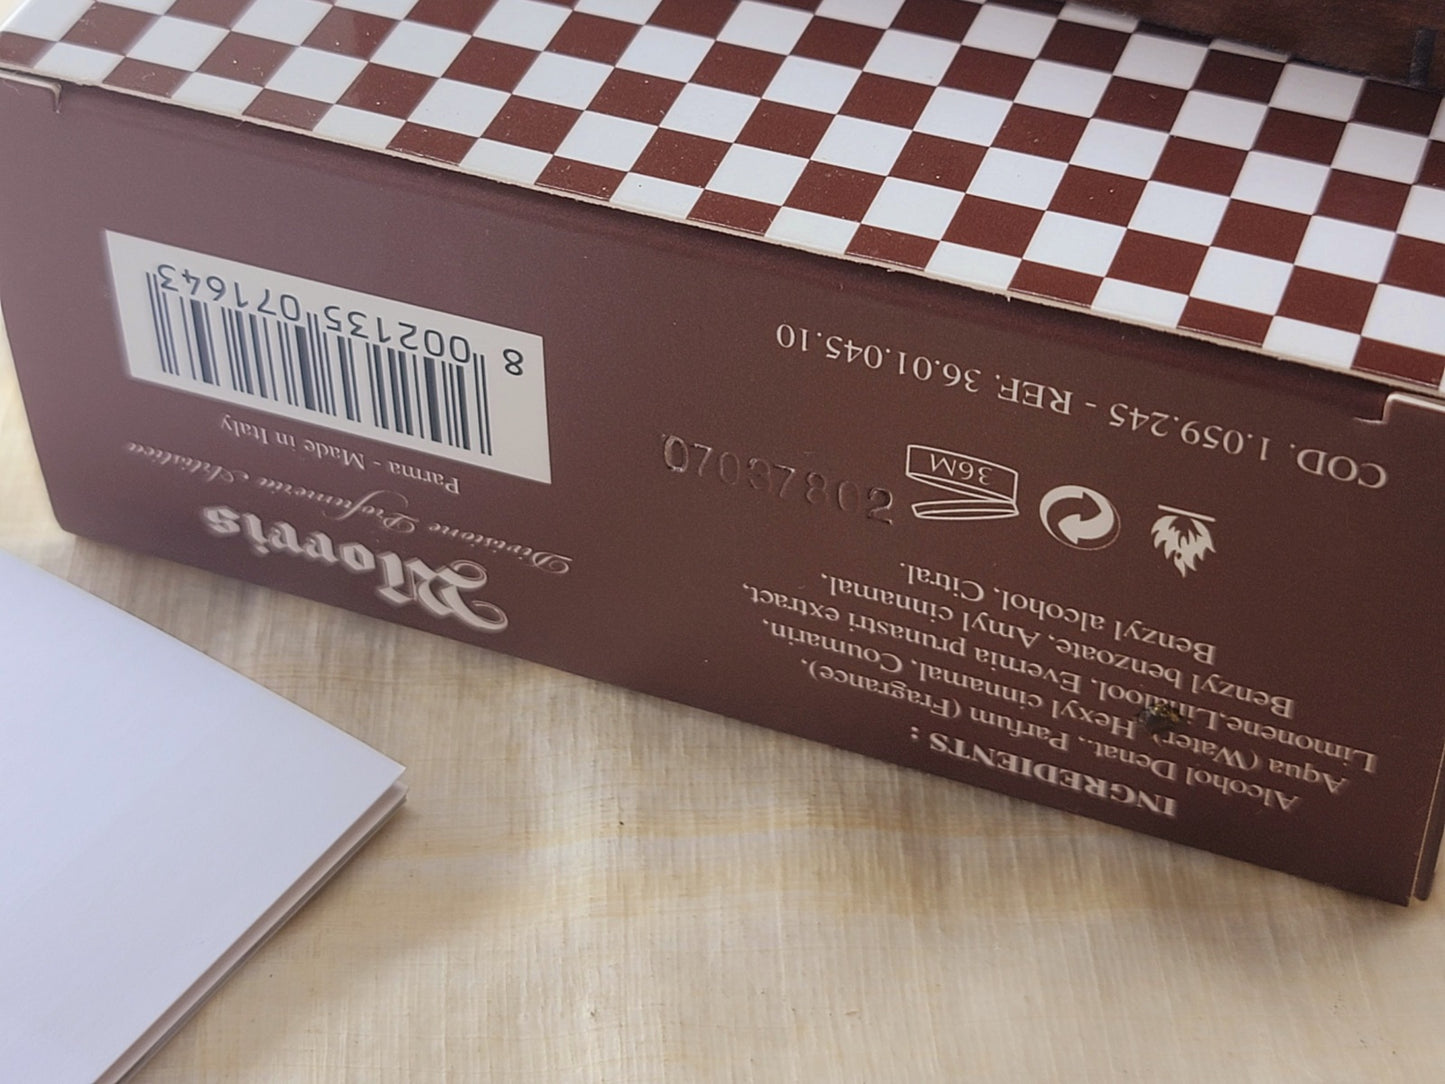 INGREDIENTS :
Alcohol Denat., Parfum (Fragrance),
Aqua (Water) Hexyl cinnamal, Coumarin,
Limonene.Linalool, Evernia prunastri extract,
Benzyl benzoate, Amyl cinnamal,
Benzyl alcohol, Citral.
36M
07037802
COD. 1.059.245 - REF. 36.01.045.10
Morris
Divisione Profumeria Artistica
Parma - Made in Italy
8 002135 071643